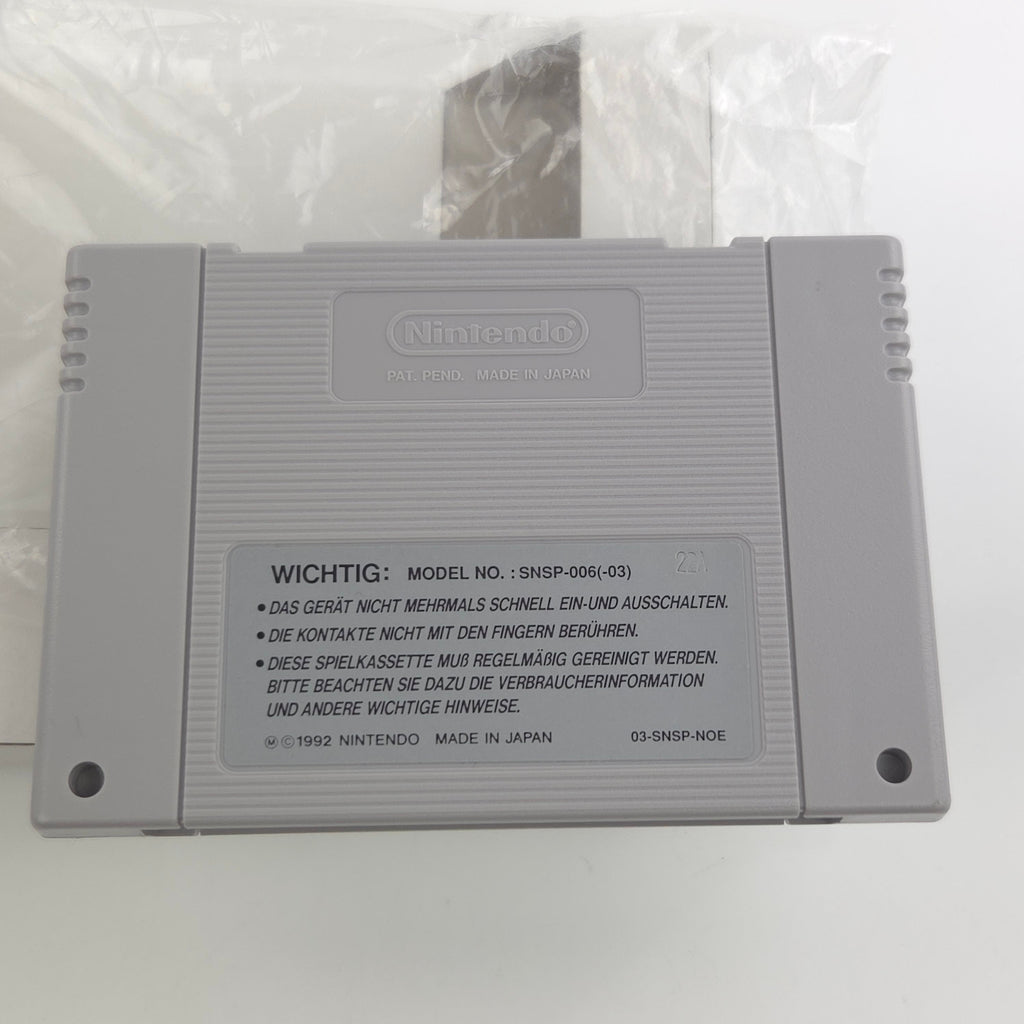 Nintendo®
PAT. PEND. MADE IN JAPAN
WICHTIG: MODEL NO. : SNSP-006(-03) 22A
• DAS GERÄT NICHT MEHRMALS SCHNELL EIN-UND AUSSCHALTEN.
• DIE KONTAKTE NICHT MIT DEN FINGERN BERÜHREN.
• DIESE SPIELKASSETTE MUß REGELMÄßIG GEREINIGT WERDEN.
BITTE BEACHTEN SIE DAZU DIE VERBRAUCHERINFORMATION
UND ANDERE WICHTIGE HINWEISE.
Ⓜ©1992 NINTENDO MADE IN JAPAN 03-SNSP-NOE